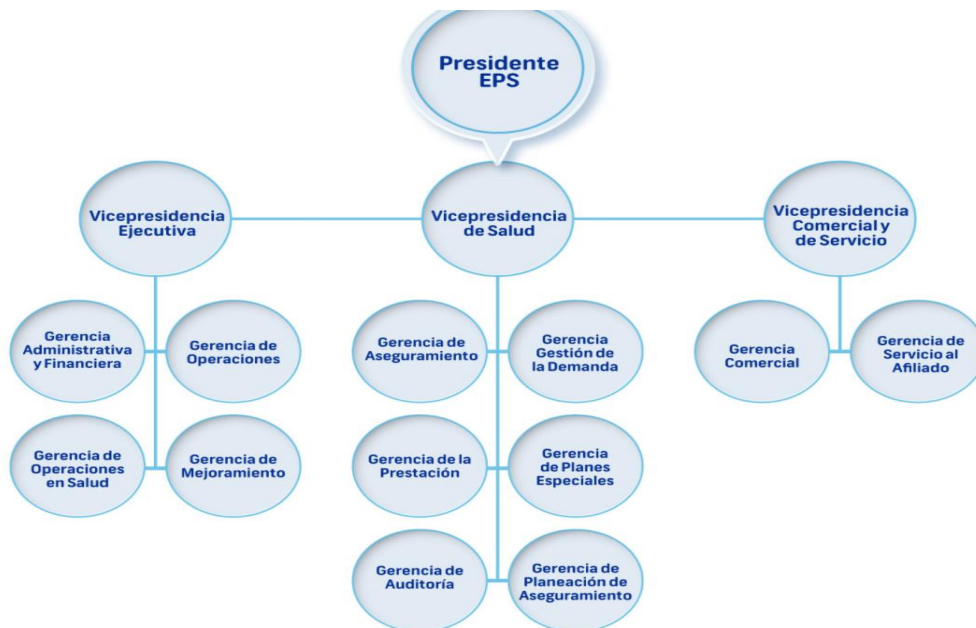 Presidente
EPS
Vicepresidencia
Ejecutiva
Vicepresidencia
de Salud
Vicepresidencia
Comercial y
de Servicio
Gerencia
Administrativa
y Financiera
Gerencia de
Operaciones
Gerencia de
Aseguramiento
Gerencia
Gestión de
la Demanda
Gerencia
Comercial
Gerencia de
Servicio al
Afiliado
Gerencia de
Operaciones
en Salud
Gerencia de
Mejoramiento
Gerencia de la
Prestación
Gerencia
de Planes
Especiales
Gerencia de
Auditoría
Gerencia de
Planeación de
Aseguramiento